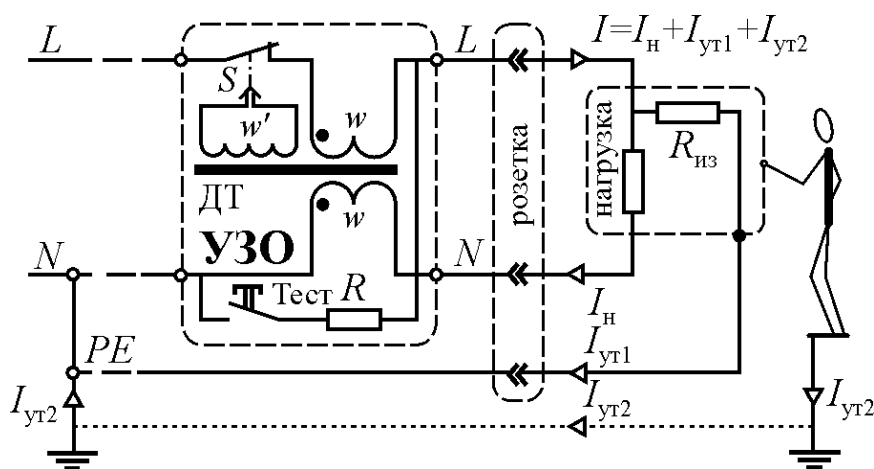 L
L
I=Iн+Iут1+Iут2
S
w'
w
нагрузка
Rиз
розетка
ДТ
УЗО
w
N
N
Тест
R
Iн
Iут1
PE
Iут2
Iут2
Iут2